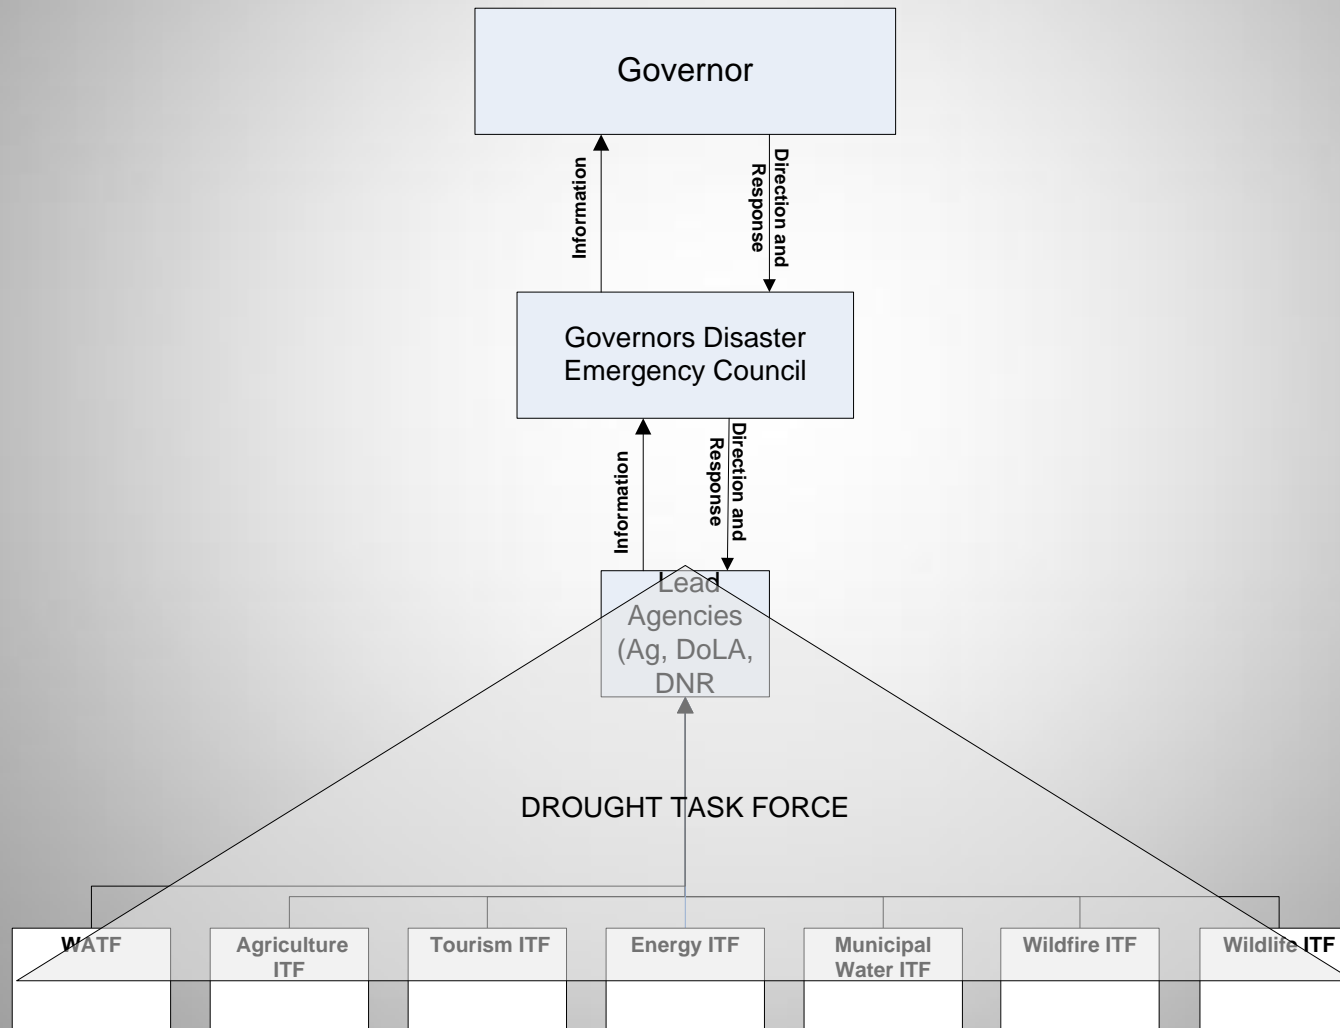 Governor
Information
Direction and
Response
Governors Disaster
Emergency Council
Information
Direction and
Response
Lead
Agencies
(Ag, DoLA,
DNR
DROUGHT TASK FORCE
WATF
Agriculture
ITF
Tourism ITF
Energy ITF
Municipal
Water ITF
Wildfire ITF
Wildlife ITF